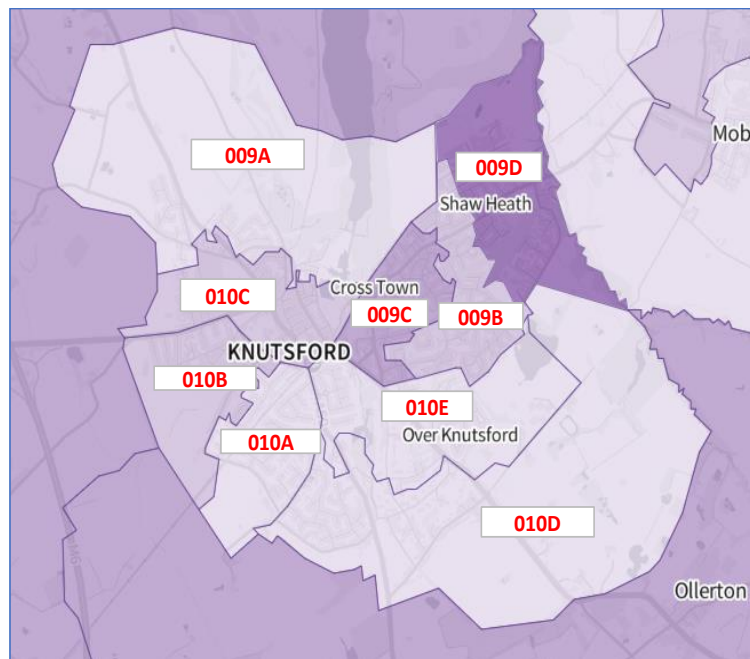 Mob
009A
009D
Shaw Heath
Cross Town
010C
009C
009B
KNUTSFORD
010B
010E
010A
Over Knutsford
010D
Ollerton